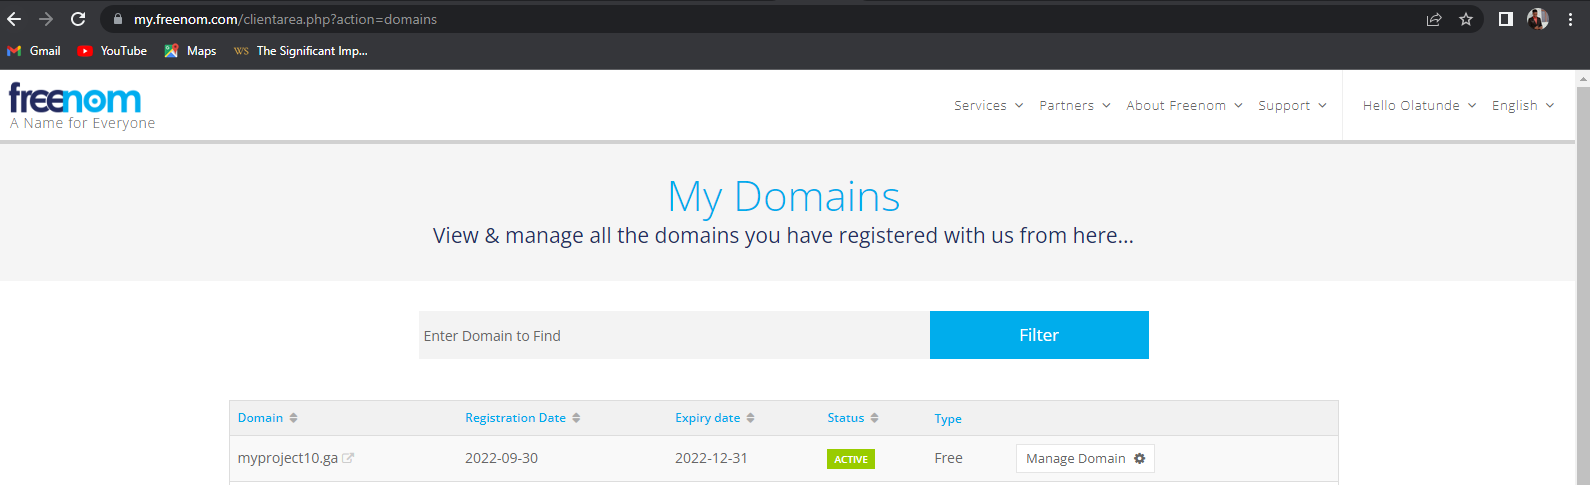 my.freenom.com/clientarea.php?action=domains
Gmail YouTube Maps WS The Significant Imp...
freenom
A Name for Everyone
Services Partners About Freenom Support Hello Olatunde English
My Domains
View & manage all the domains you have registered with us from here...
Enter Domain to Find Filter
Domain Registration Date Expiry date Status Type
myproject10.ga 2022-09-30 2022-12-31 ACTIVE Free Manage Domain